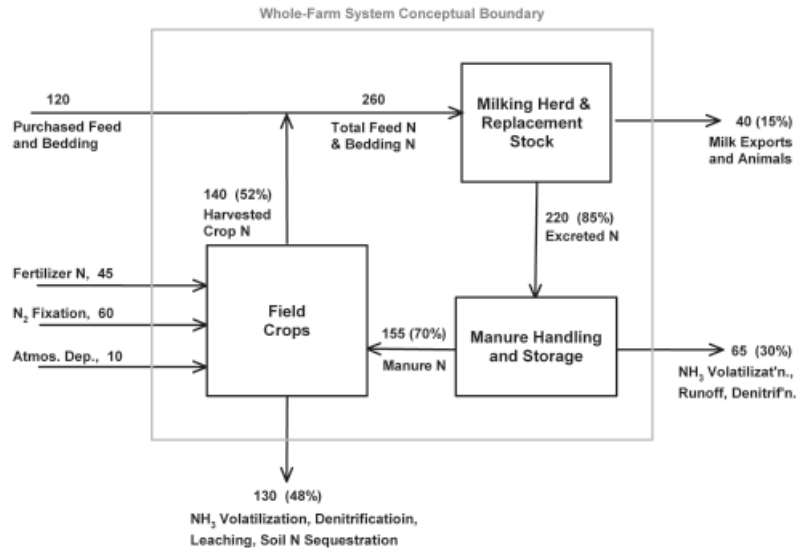 Whole-Farm System Conceptual Boundary
120
Purchased Feed
and Bedding
260
Total Feed N
& Bedding N
Milking Herd &
Replacement
Stock
40 (15%)
Milk Exports
and Animals
140 (52%)
Harvested
Crop N
220 (85%)
Excreted N
Fertilizer N, 45
N₂ Fixation, 60
Atmos. Dep., 10
Field
Crops
155 (70%)
Manure N
Manure Handling
and Storage
65 (30%)
NH₃ Volatilizat'n.,
Runoff, Denitrif'n.
130 (48%)
NH₃ Volatilization, Denitrificatioin,
Leaching, Soil N Sequestration